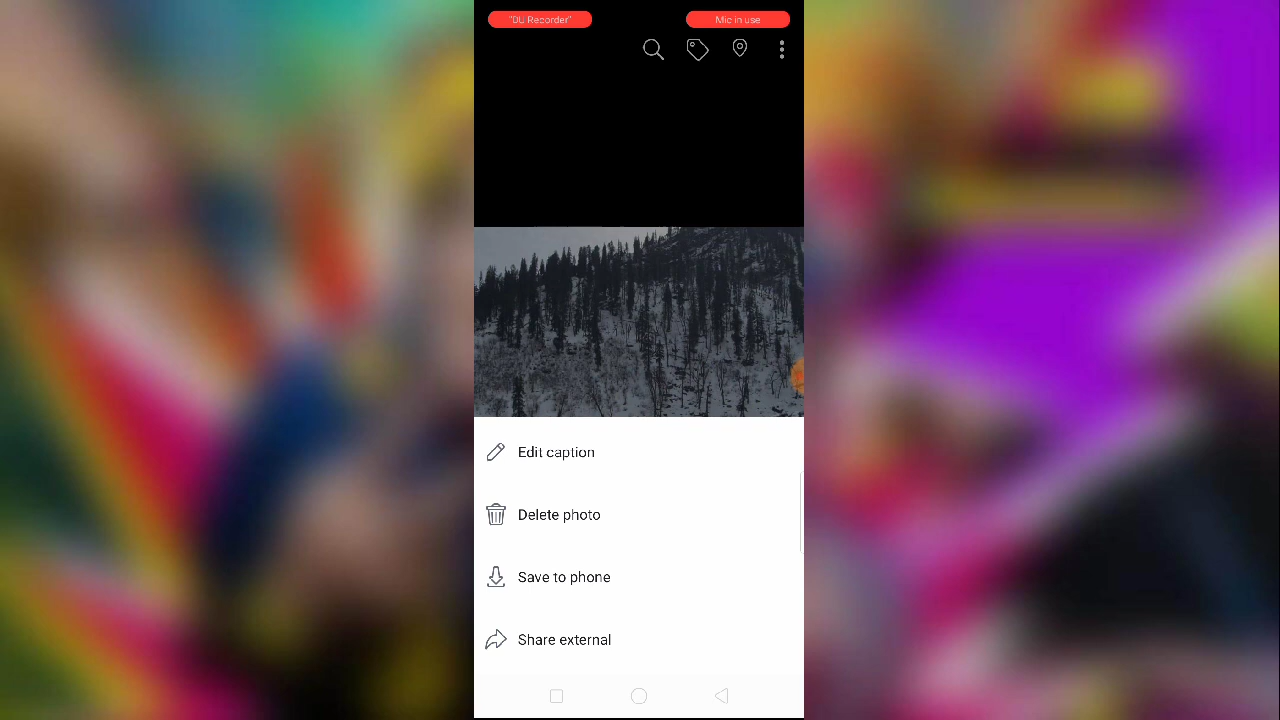 "DU Recorder"
Mic in use
Edit caption
Delete photo
Save to phone
Share external